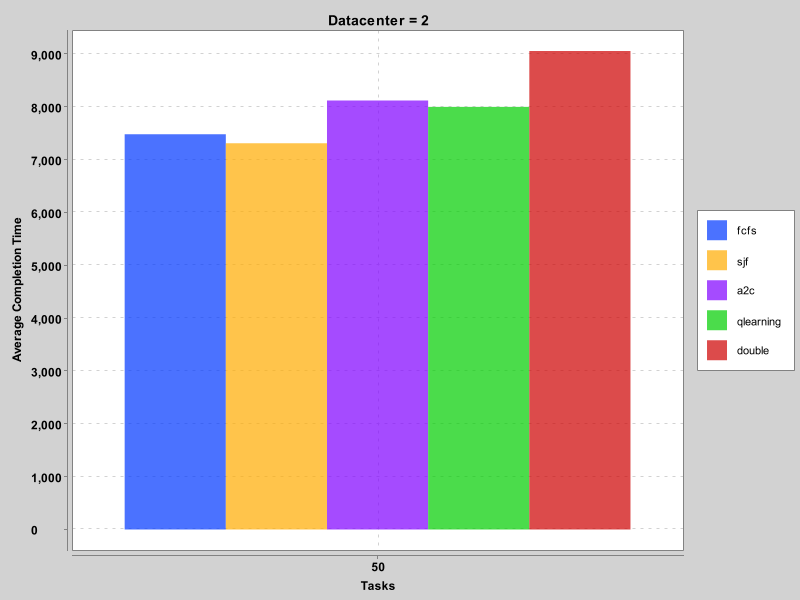 Datacenter = 2
Average Completion Time
9,000
8,000
7,000
6,000
5,000
4,000
3,000
2,000
1,000
0
50
Tasks
fcfs
sjf
a2c
qlearning
double